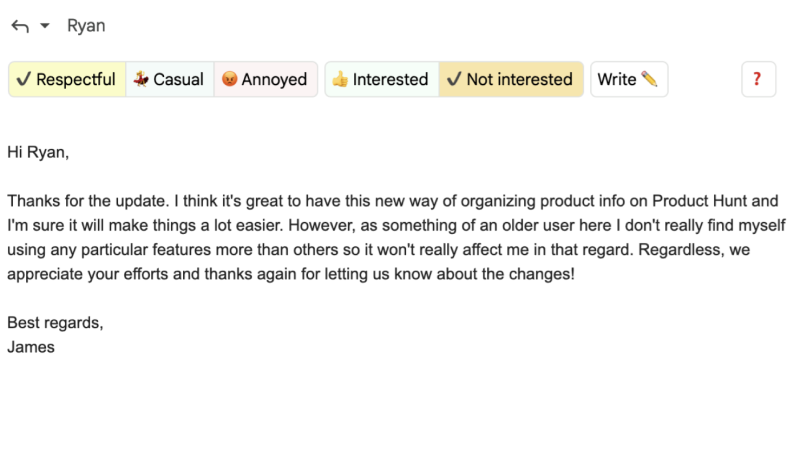 Ryan
✓ Respectful 💃 Casual 😡 Annoyed 👍 Interested ✓ Not interested Write ✏️ ?
Hi Ryan,
Thanks for the update. I think it's great to have this new way of organizing product info on Product Hunt and
I'm sure it will make things a lot easier. However, as something of an older user here I don't really find myself
using any particular features more than others so it won't really affect me in that regard. Regardless, we
appreciate your efforts and thanks again for letting us know about the changes!
Best regards,
James